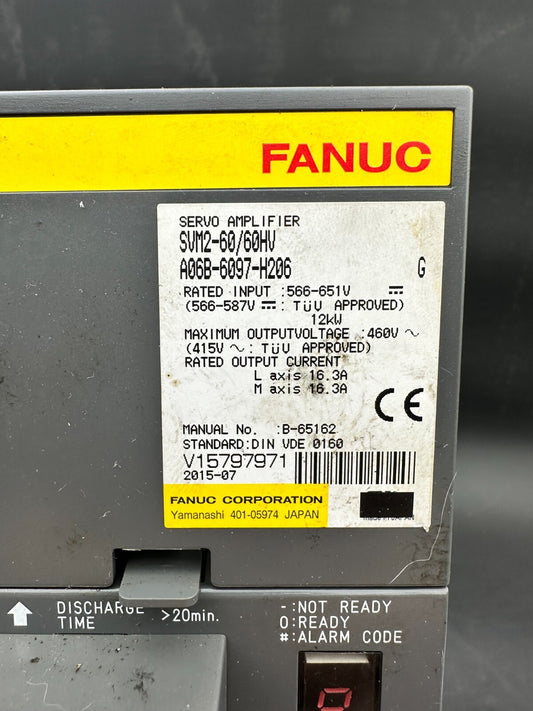 FANUC
SERVO AMPLIFIER
SVM2-60/60HV
A06B-6097-H206 G
RATED INPUT :566-651V ⎓
(566-587V ⎓: TüV APPROVED)
12kW
MAXIMUM OUTPUTVOLTAGE :460V ~
(415V ~: TüV APPROVED)
RATED OUTPUT CURRENT
L axis 16.3A
M axis 16.3A
CE
MANUAL No. :B-65162
STANDARD:DIN VDE 0160
V15797971
2015-07
FANUC CORPORATION
Yamanashi 401-05974 JAPAN
DISCHARGE TIME >20min.
-:NOT READY
0:READY
#:ALARM CODE